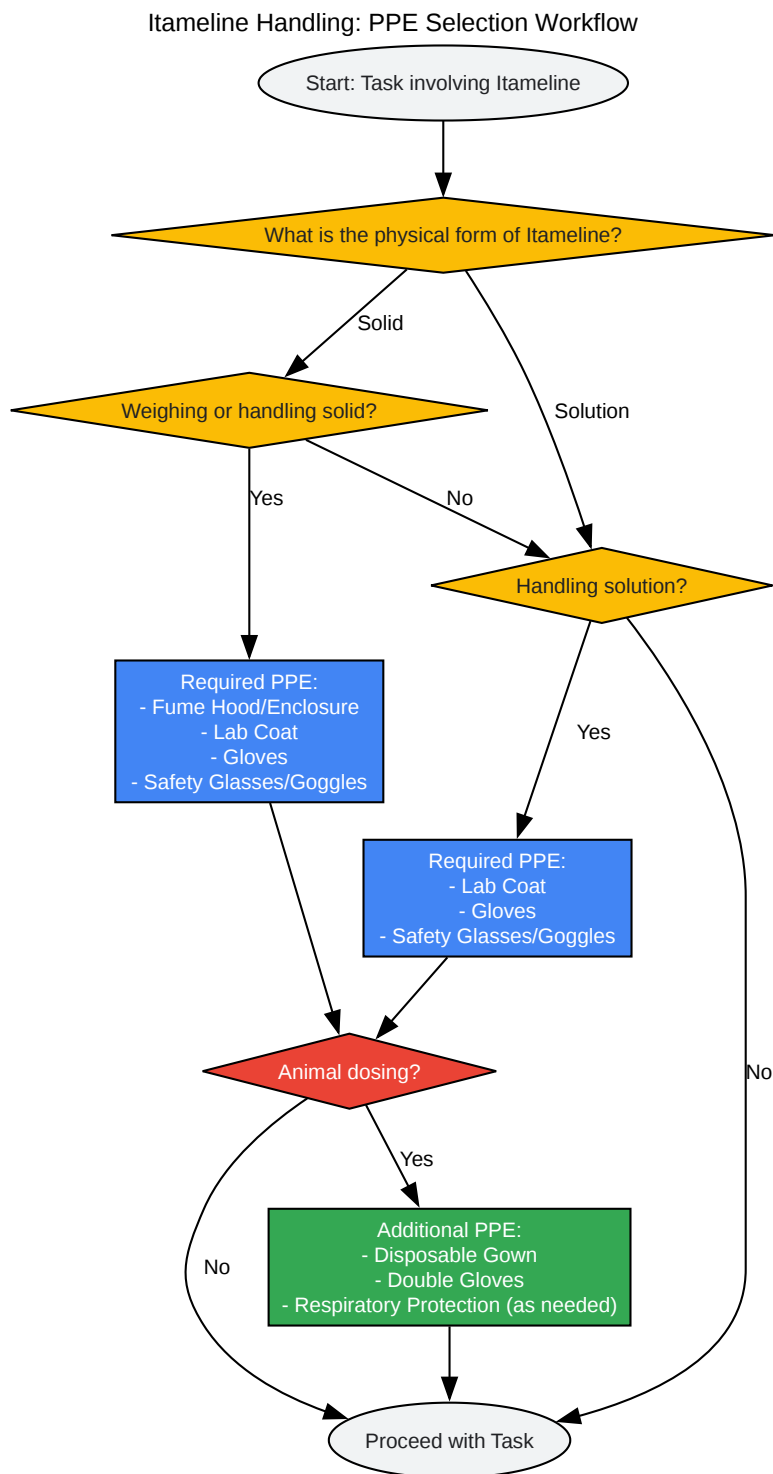 Itameline Handling: PPE Selection Workflow
Start: Task involving Itameline
What is the physical form of Itameline?
Solid
Solution
Weighing or handling solid?
Yes
No
Handling solution?
Required PPE:
- Fume Hood/Enclosure
- Lab Coat
- Gloves
- Safety Glasses/Goggles
Yes
No
Required PPE:
- Lab Coat
- Gloves
- Safety Glasses/Goggles
Animal dosing?
Yes
No
Additional PPE:
- Disposable Gown
- Double Gloves
- Respiratory Protection (as needed)
Proceed with Task